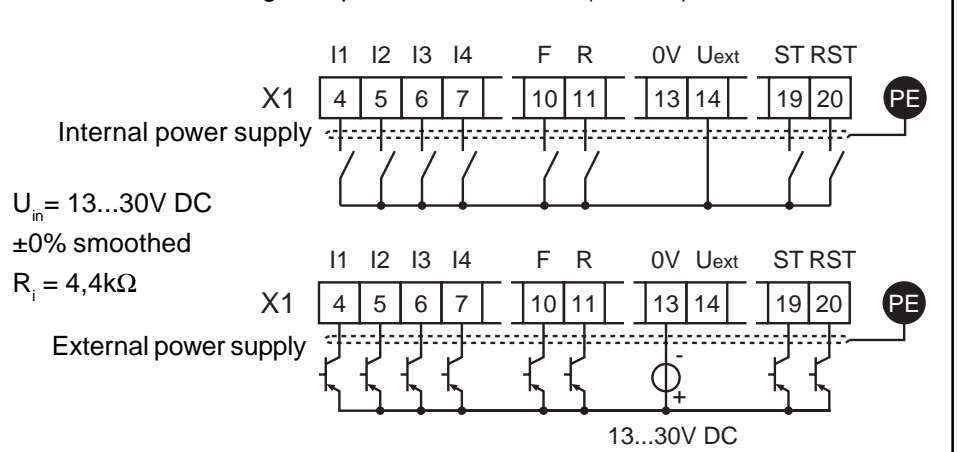 I1 I2 I3 I4 F R 0V Uext ST RST
X1 4 5 6 7 10 11 13 14 19 20 PE
Internal power supply
Uin= 13...30V DC
±0% smoothed
Ri = 4,4kΩ
I1 I2 I3 I4 F R 0V Uext ST RST
X1 4 5 6 7 10 11 13 14 19 20 PE
External power supply
-
+
13...30V DC